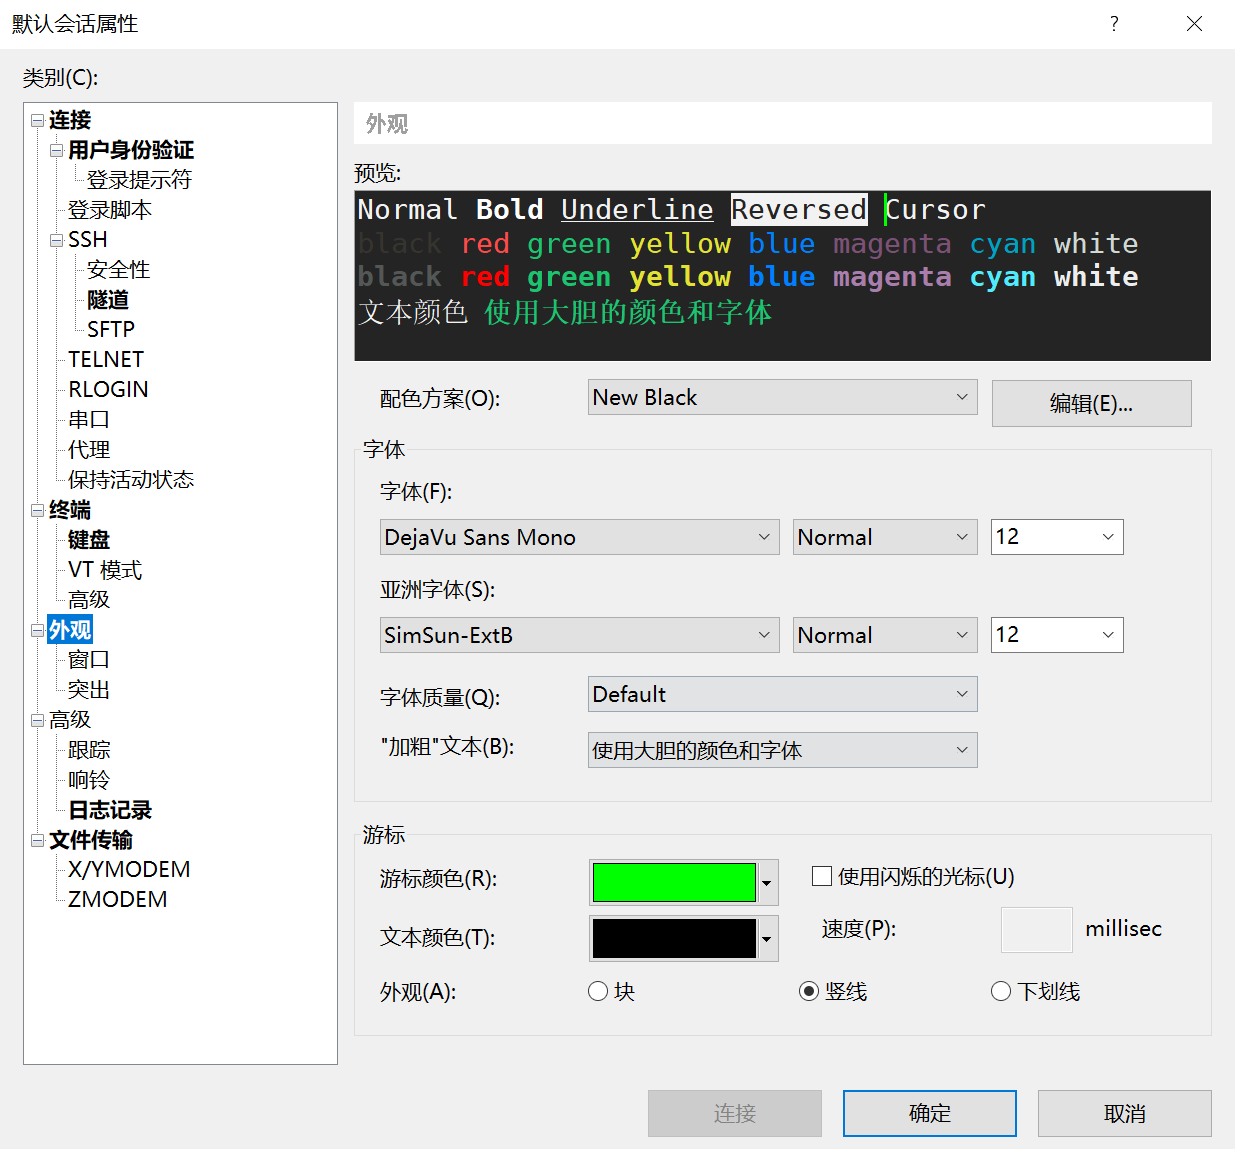 默认会话属性
?
类别(C):
连接
用户身份验证
登录提示符
登录脚本
SSH
安全性
隧道
SFTP
TELNET
RLOGIN
串口
代理
保持活动状态
终端
键盘
VT 模式
高级
外观
窗口
突出
高级
跟踪
响铃
日志记录
文件传输
X/YMODEM
ZMODEM
外观
预览:
Normal Bold Underline Reversed Cursor
black red green yellow blue magenta cyan white
black red green yellow blue magenta cyan white
文本颜色 使用大胆的颜色和字体
配色方案(O): New Black 编辑(E)...
字体
字体(F):
DejaVu Sans Mono Normal 12
亚洲字体(S):
SimSun-ExtB Normal 12
字体质量(Q): Default
"加粗"文本(B): 使用大胆的颜色和字体
游标
游标颜色(R): 使用闪烁的光标(U)
文本颜色(T): 速度(P): millisec
外观(A): 块 竖线 下划线
连接 确定 取消